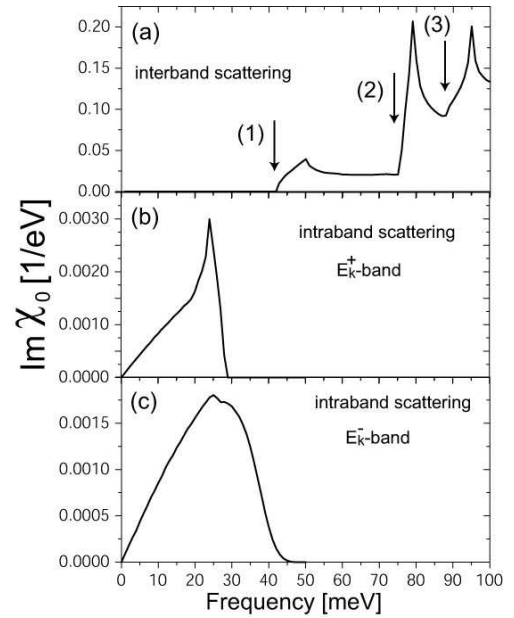 Im χ₀ [1/eV]
(a)
interband scattering
(1)
(2)
(3)
0.20
0.15
0.10
0.05
0.00
(b)
intraband scattering
E⁺ₖ-band
0.0030
0.0020
0.0010
0.0000
(c)
intraband scattering
E⁻ₖ-band
0.0015
0.0010
0.0005
0.0000
0 10 20 30 40 50 60 70 80 90 100
Frequency [meV]